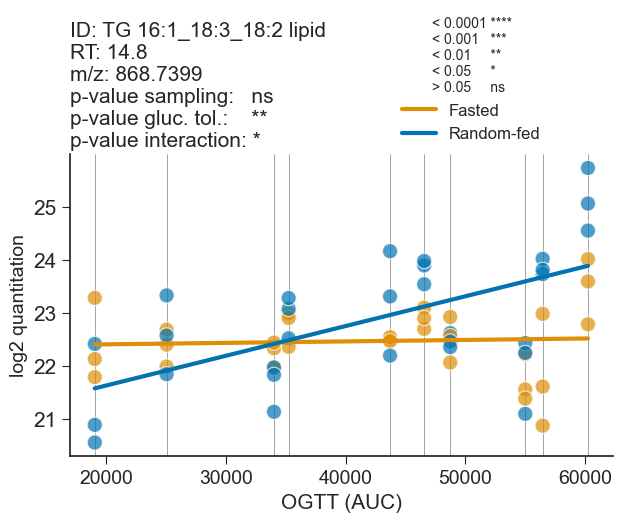 ID: TG 16:1_18:3_18:2 lipid
RT: 14.8
m/z: 868.7399
p-value sampling: ns
p-value gluc. tol.: **
p-value interaction: *
< 0.0001 ****
< 0.001 ***
< 0.01 **
< 0.05 *
> 0.05 ns
Fasted
Random-fed
log2 quantitation
25
24
23
22
21
20000 30000 40000 50000 60000
OGTT (AUC)